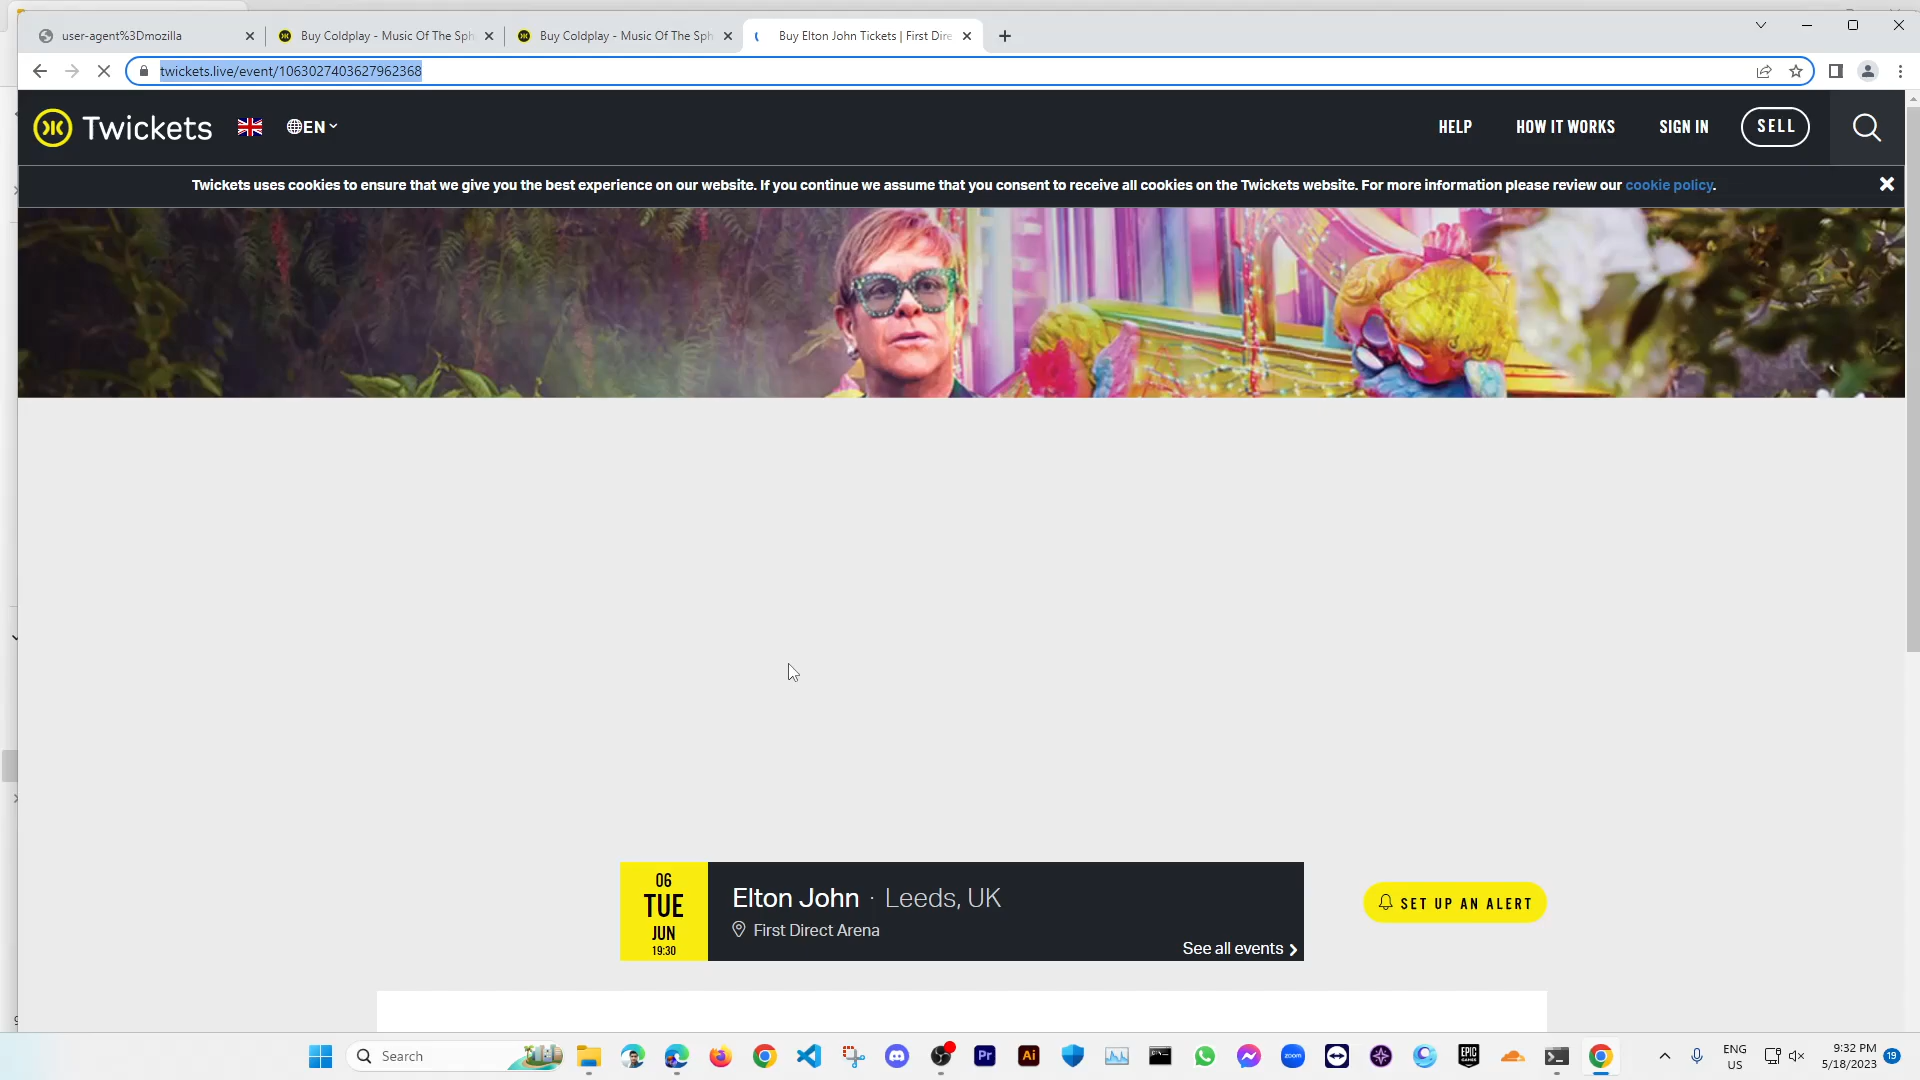 user-agent%3Dmozilla
Buy Coldplay - Music Of The Sph
Buy Coldplay - Music Of The Sph
Buy Elton John Tickets | First Dire
twickets.live/event/1063027403627962368
Twickets
EN
HELP
HOW IT WORKS
SIGN IN
SELL
Twickets uses cookies to ensure that we give you the best experience on our website. If you continue we assume that you consent to receive all cookies on the Twickets website. For more information please review our cookie policy.
06
TUE
JUN
19:30
Elton John · Leeds, UK
First Direct Arena
See all events
SET UP AN ALERT
Search
Pr
Ai
zoom
EPIC
GAMES
ENG
US
9:32 PM
5/18/2023
19